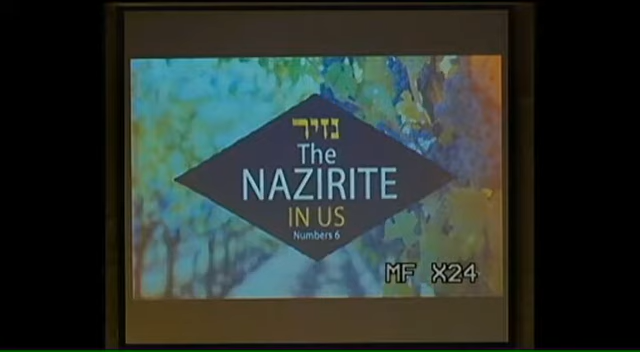 נזיר
The
NAZIRITE
IN US
Numbers 6
MF X24